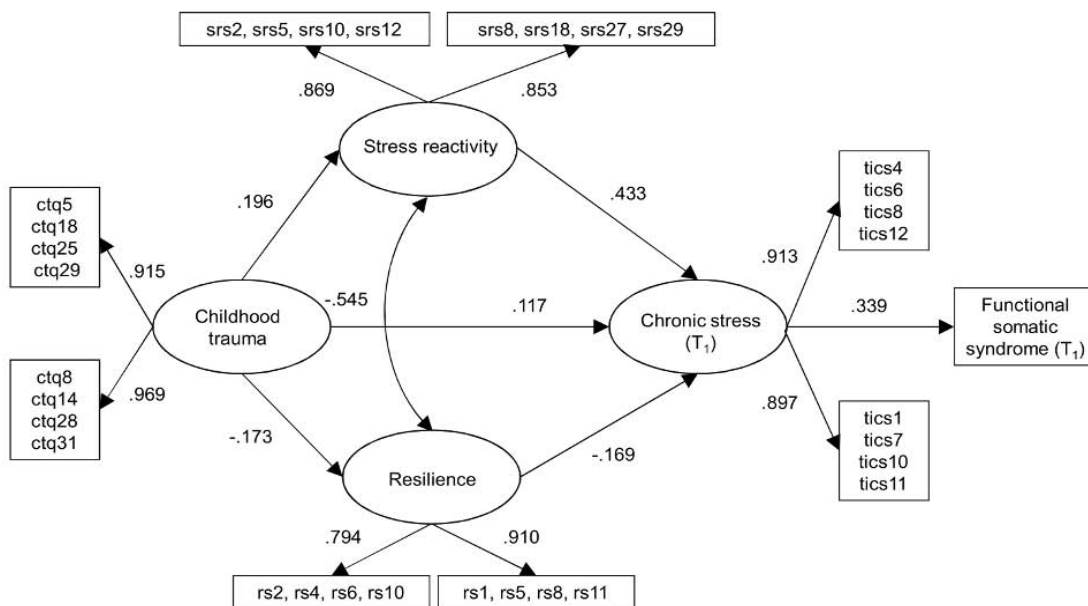 srs2, srs5, srs10, srs12
srs8, srs18, srs27, srs29
.869
.853
Stress reactivity
tics4
tics6
tics8
tics12
ctq5
ctq18
ctq25
ctq29
.196
.433
.915
.913
-.545
.117
.339
Childhood
trauma
Chronic stress
(T₁)
Functional
somatic
syndrome (T₁)
ctq8
ctq14
ctq28
ctq31
.969
.897
-.173
-.169
tics1
tics7
tics10
tics11
Resilience
.794
.910
rs2, rs4, rs6, rs10
rs1, rs5, rs8, rs11